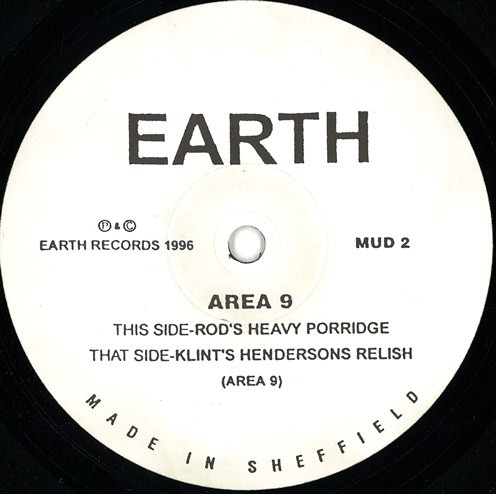 EARTH
Ⓟ & ©
EARTH RECORDS 1996
MUD 2
AREA 9
THIS SIDE-ROD'S HEAVY PORRIDGE
THAT SIDE-KLINT'S HENDERSONS RELISH
(AREA 9)
MADE IN SHEFFIELD